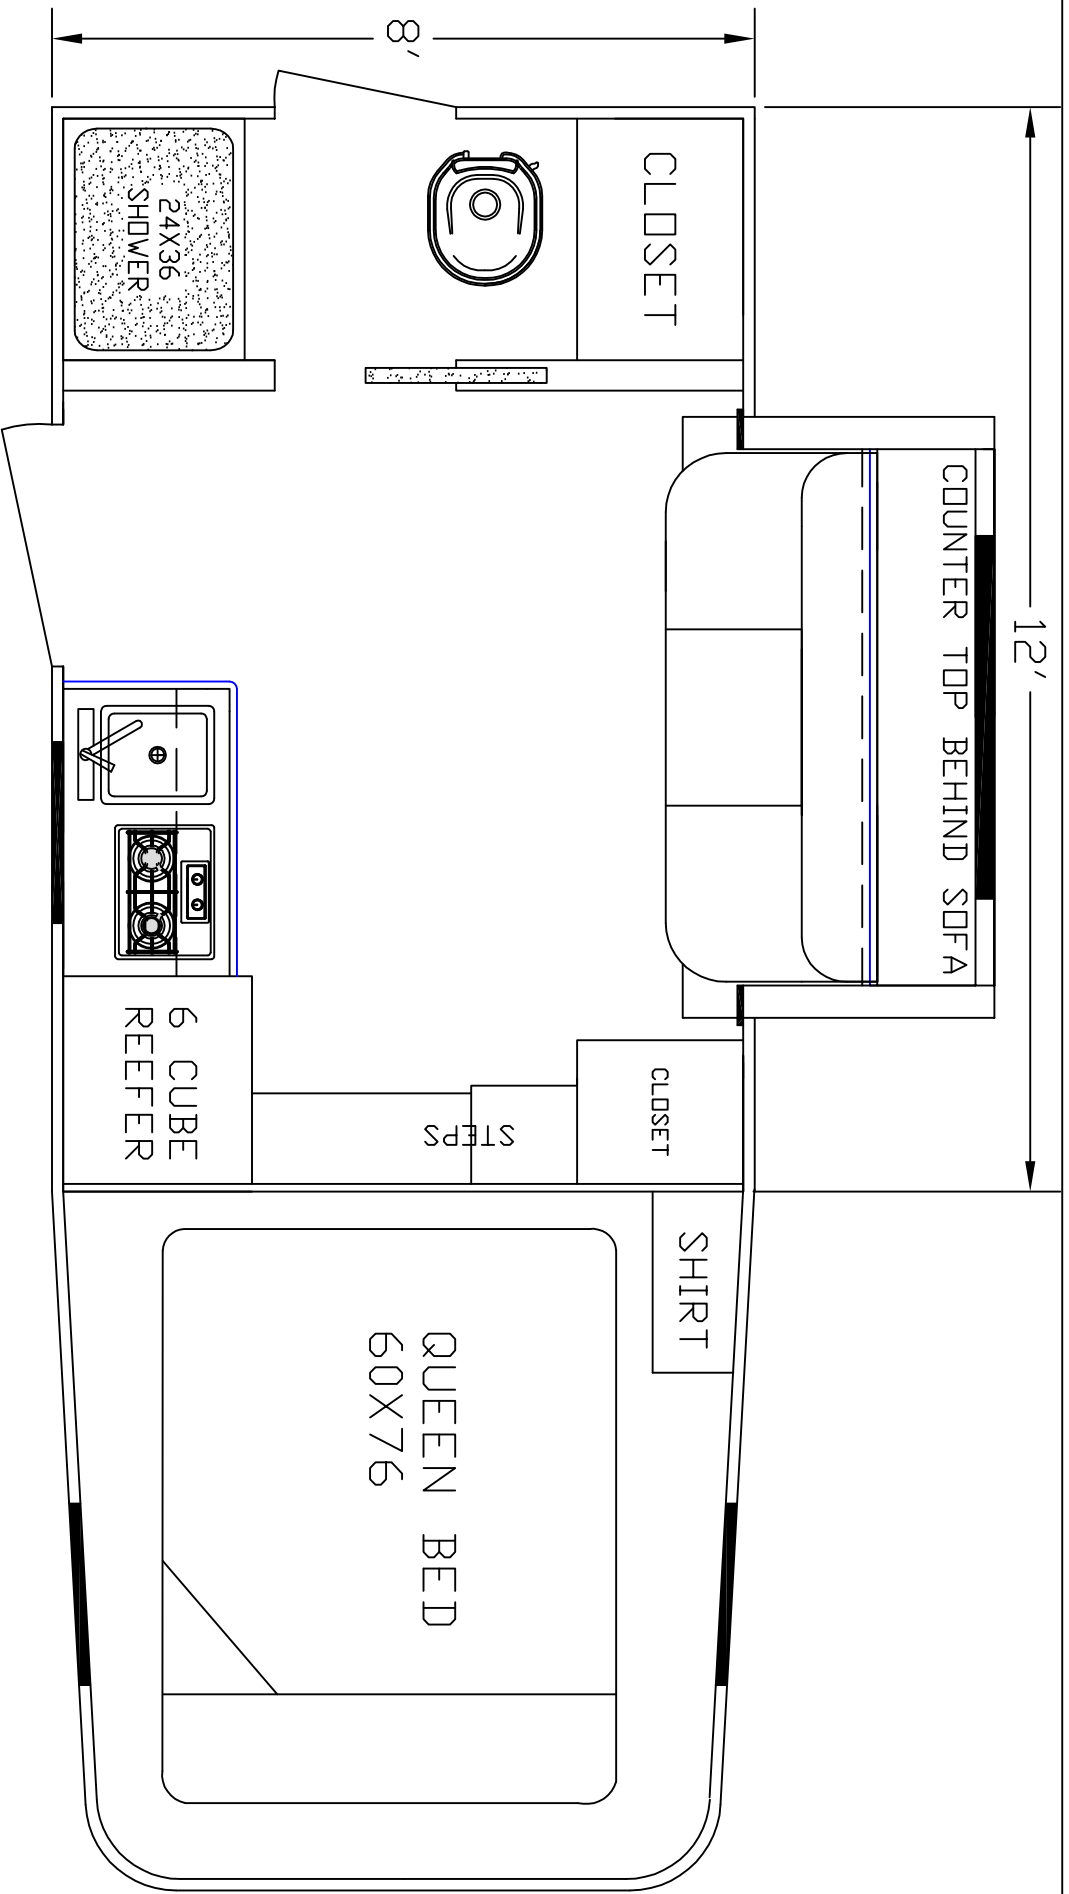 8'
12'
CLOSET
24X36
SHOWER
COUNTER TOP BEHIND SOFA
6 CUBE
REEFER
STEPS
CLOSET
SHIRT
QUEEN BED
60X76